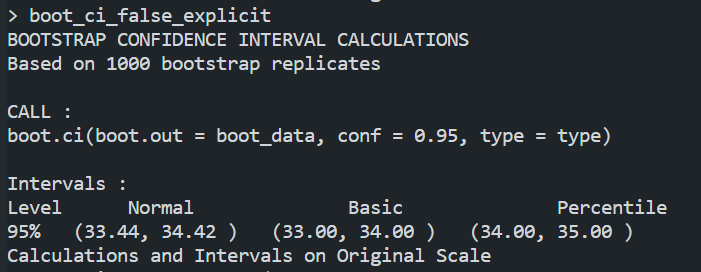 > boot_ci_false_explicit
BOOTSTRAP CONFIDENCE INTERVAL CALCULATIONS
Based on 1000 bootstrap replicates

CALL :
boot.ci(boot.out = boot_data, conf = 0.95, type = type)

Intervals :
Level      Normal              Basic              Percentile
95%   (33.44, 34.42 )   (33.00, 34.00 )   (34.00, 35.00 )
Calculations and Intervals on Original Scale